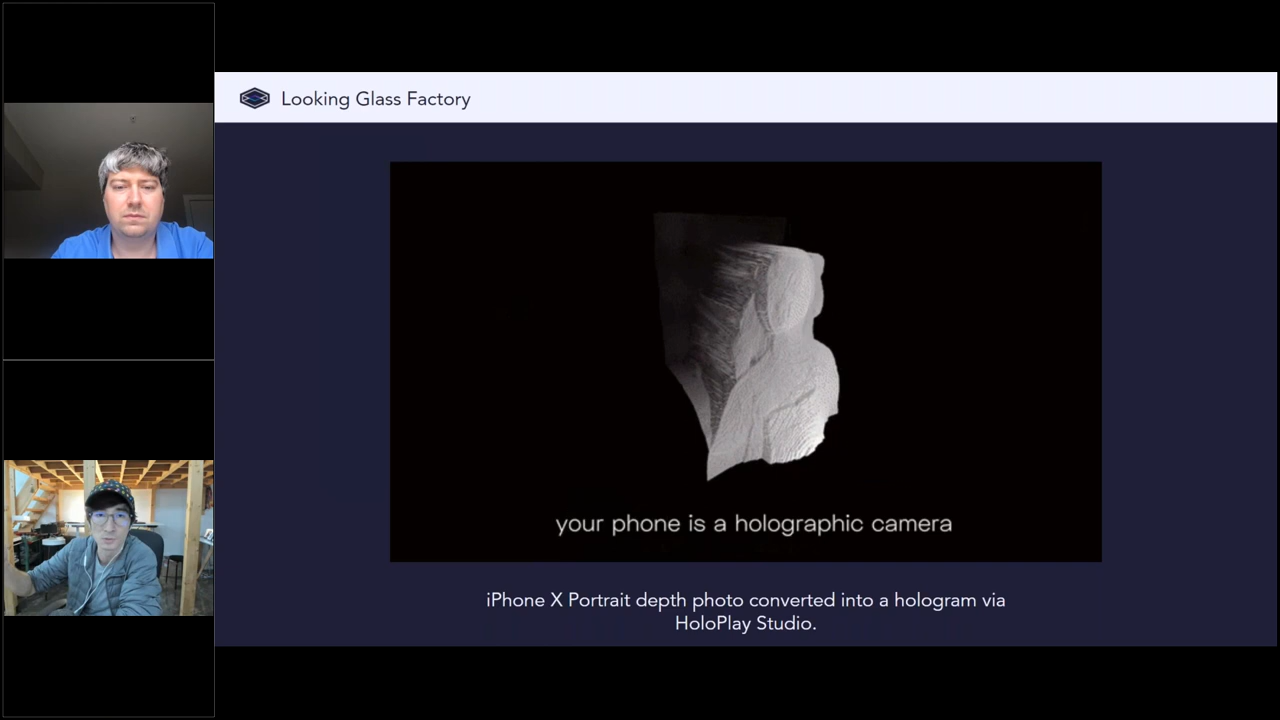 Looking Glass Factory
your phone is a holographic camera
iPhone X Portrait depth photo converted into a hologram via
HoloPlay Studio.